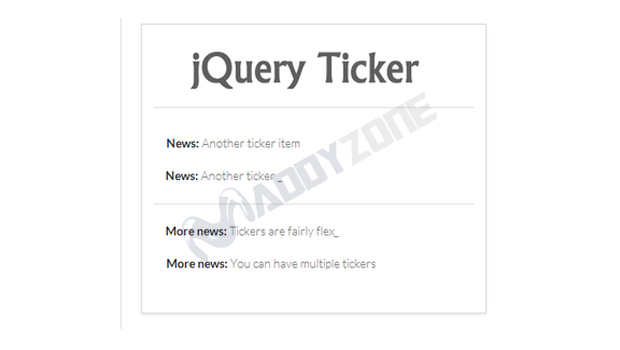 jQuery Ticker
News: Another ticker item
News: Another ticker _
More news: Tickers are fairly flex_
More news: You can have multiple tickers
MADDYZONE